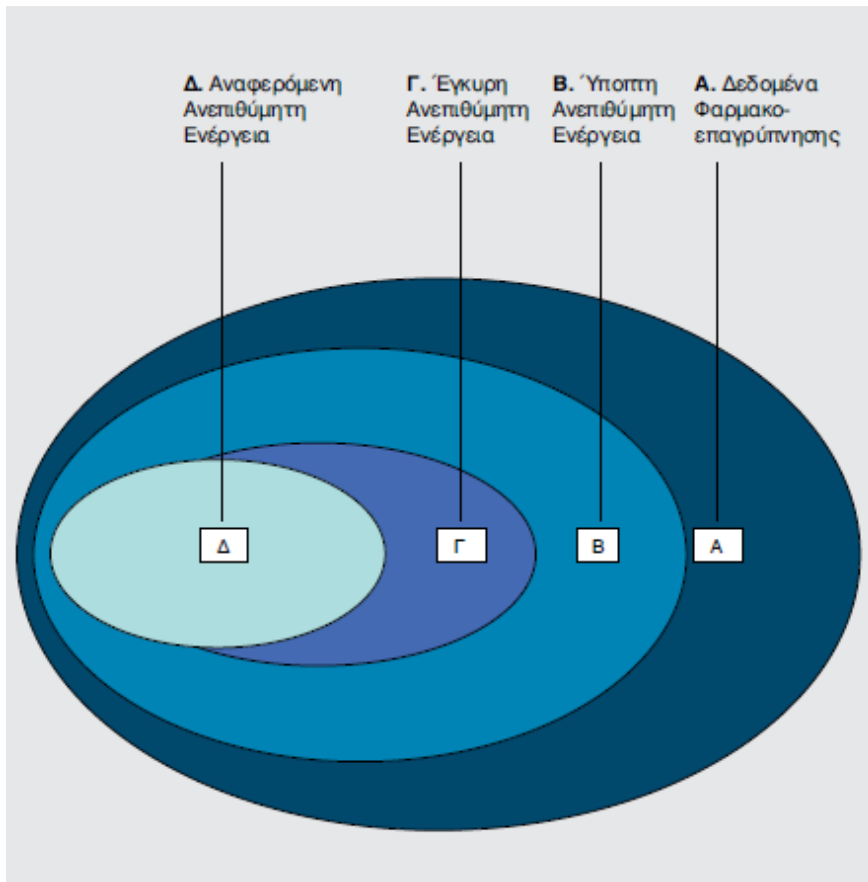 Δ. Αναφερόμενη
Ανεπιθύμητη
Ενέργεια
Γ. Έγκυρη
Ανεπιθύμητη
Ενέργεια
Β. Ύποπτη
Ανεπιθύμητη
Ενέργεια
Α. Δεδομένα
Φαρμακο-
επαγρύπνησης
Δ
Γ
Β
Α